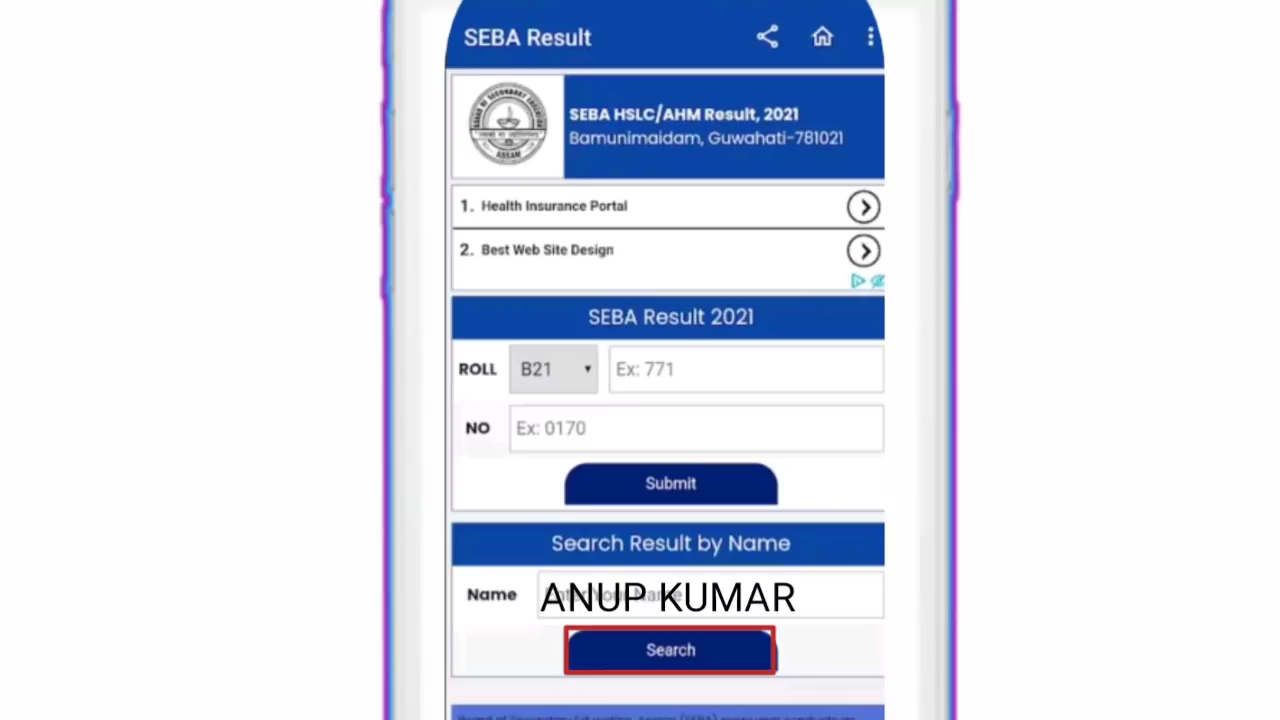 SEBA Result
SEBA HSLC/AHM Result, 2021
Bamunimaidam, Guwahati-781021
ASSAM
1. Health Insurance Portal
2. Best Web Site Design
SEBA Result 2021
ROLL B21 Ex: 771
NO Ex: 0170
Submit
Search Result by Name
Name ANUP KUMAR
Search